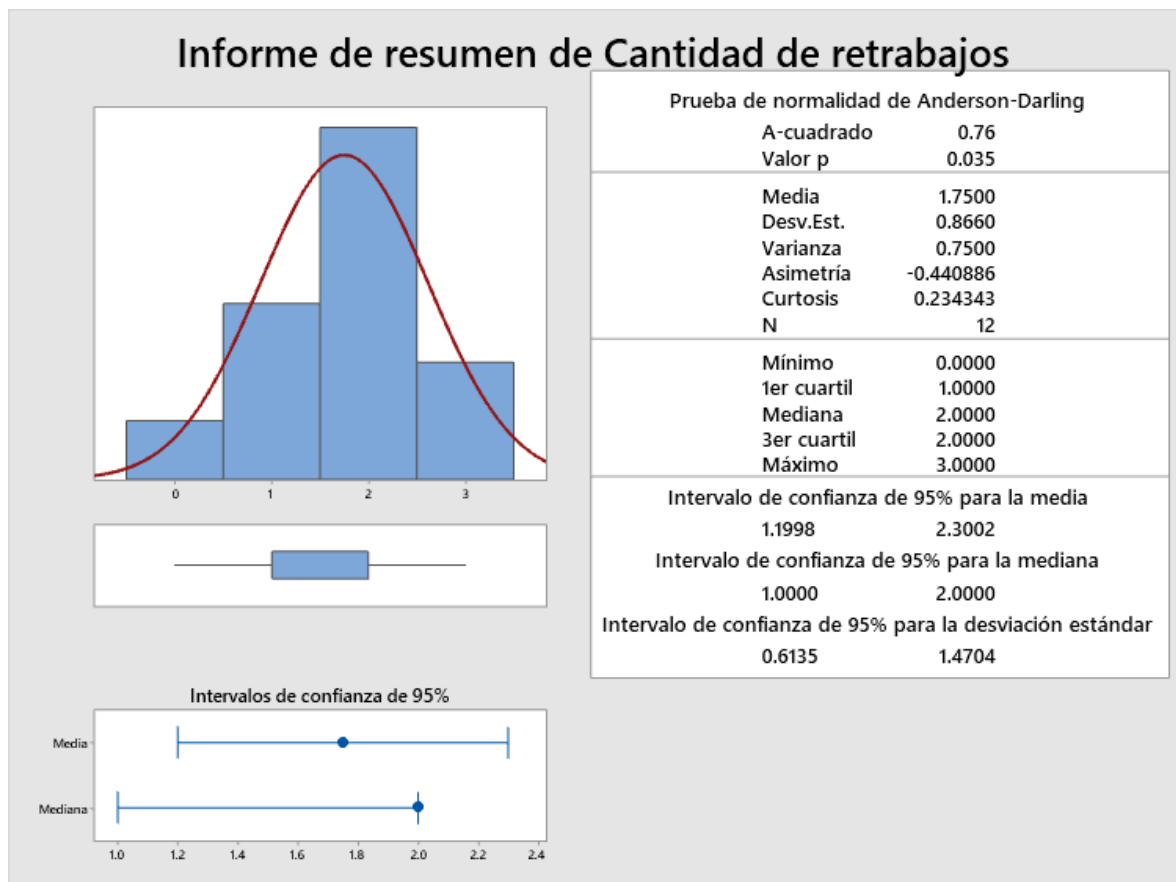 Informe de resumen de Cantidad de retrabajos
0 1 2 3
Intervalos de confianza de 95%
Media
Mediana
1.0 1.2 1.4 1.6 1.8 2.0 2.2 2.4
Prueba de normalidad de Anderson-Darling
A-cuadrado 0.76
Valor p 0.035
Media 1.7500
Desv.Est. 0.8660
Varianza 0.7500
Asimetría -0.440886
Curtosis 0.234343
N 12
Mínimo 0.0000
1er cuartil 1.0000
Mediana 2.0000
3er cuartil 2.0000
Máximo 3.0000
Intervalo de confianza de 95% para la media
1.1998 2.3002
Intervalo de confianza de 95% para la mediana
1.0000 2.0000
Intervalo de confianza de 95% para la desviación estándar
0.6135 1.4704